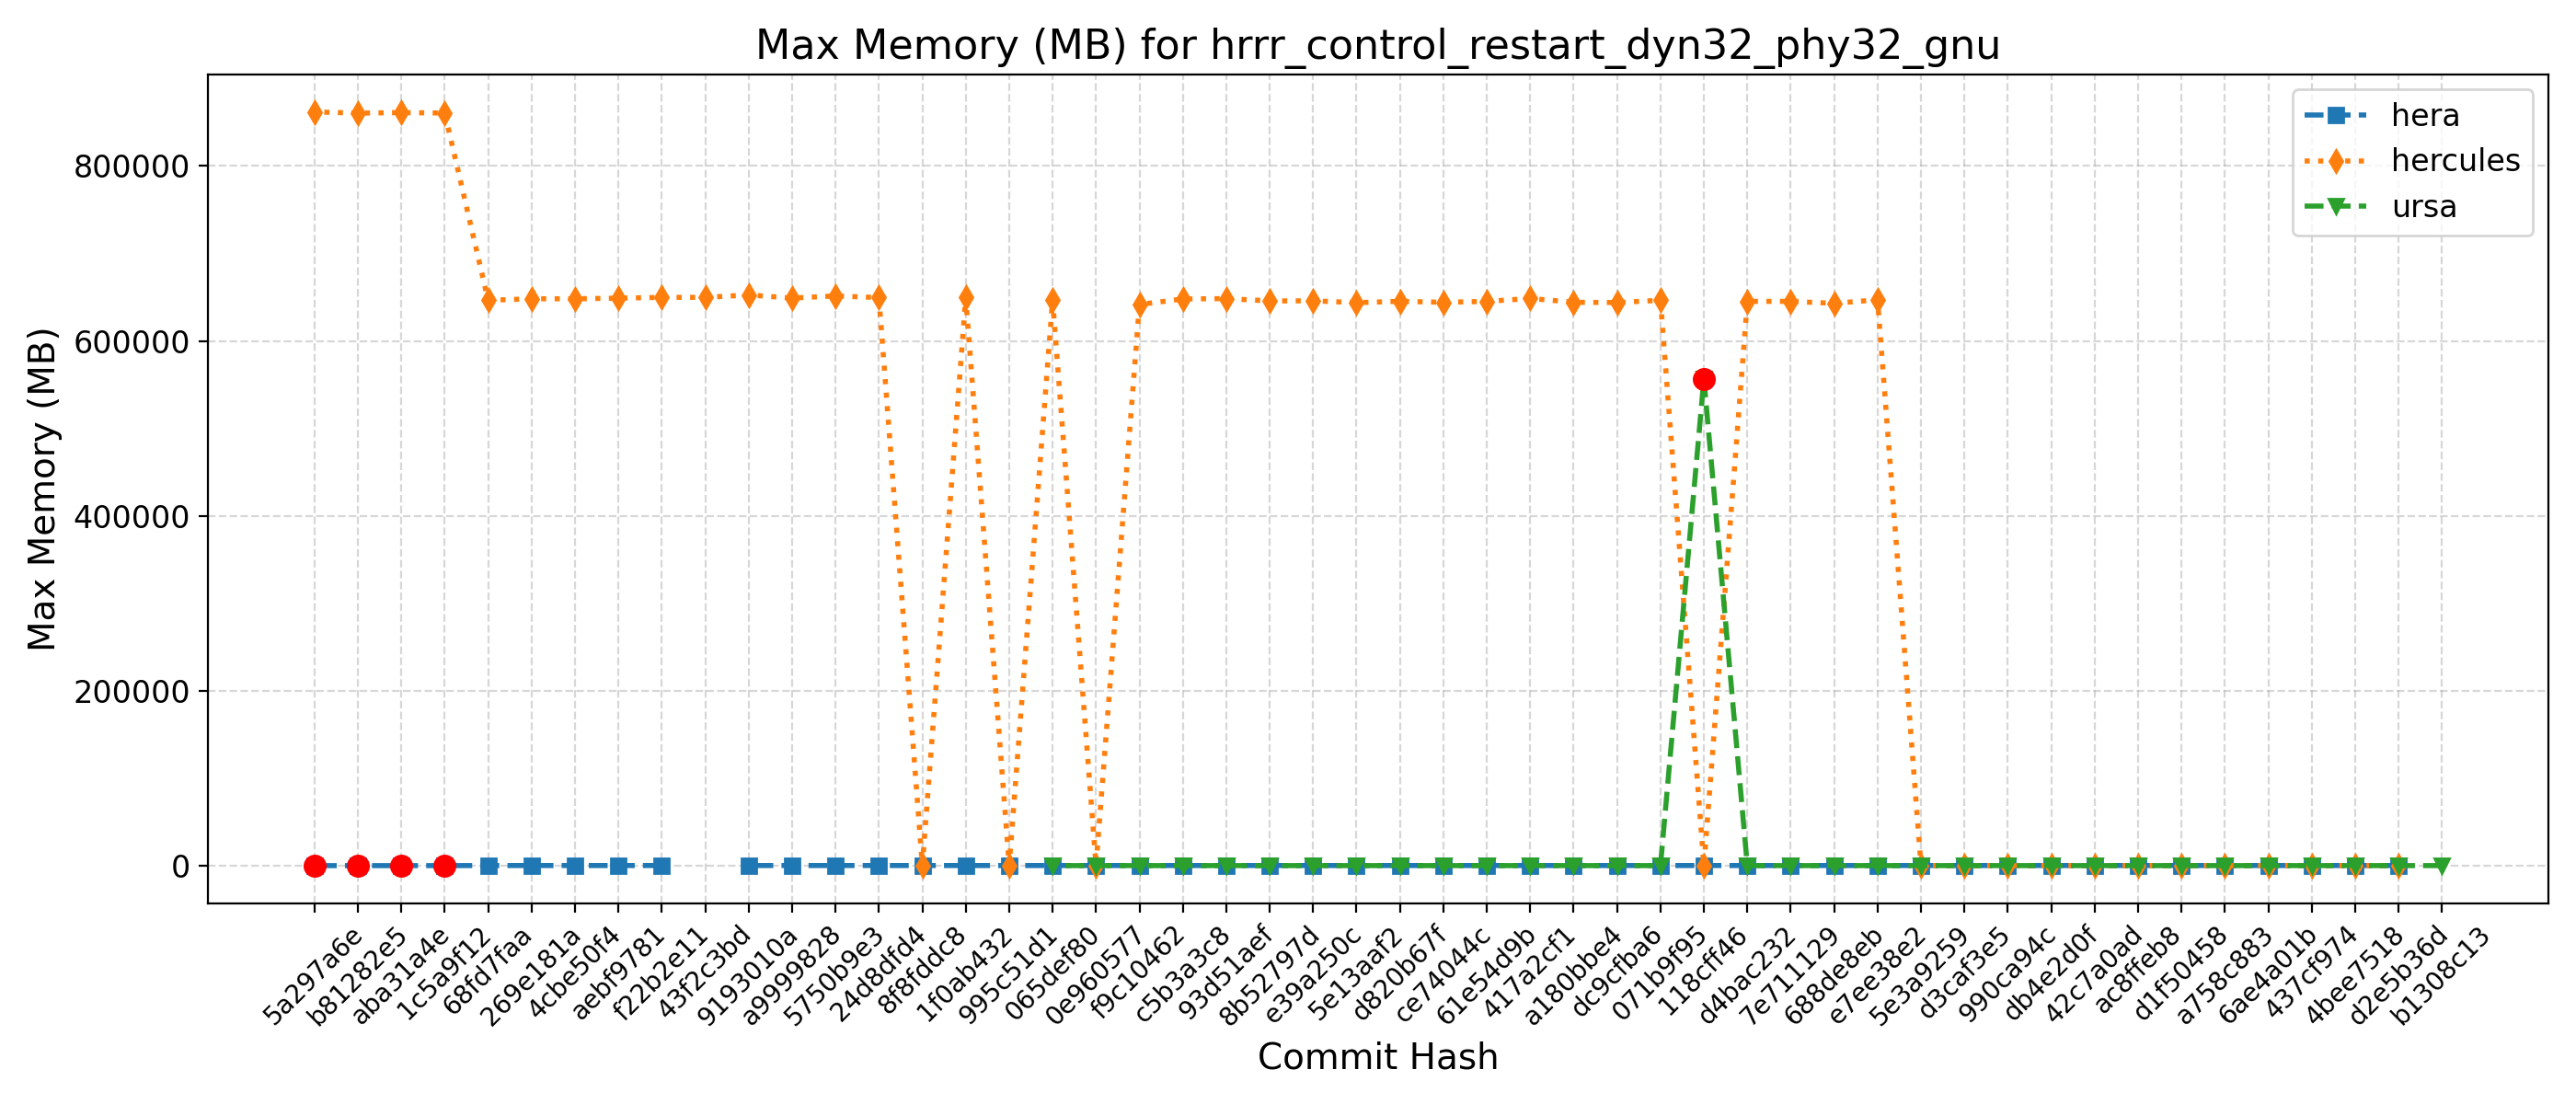 Max Memory (MB) for hrrr_control_restart_dyn32_phy32_gnu
hera
hercules
ursa
Max Memory (MB)
800000
600000
400000
200000
0
5a297a6e
b81282e5
aba31a4e
1c5a9f12
68fd7faa
269e181a
4cbe50f4
aebf9781
f22b2e11
43f2c3bd
9193010a
a9999828
5750b9e3
24d8dfd4
8f8fddc8
1f0ab432
995c51d1
065def80
0e960577
f9c10462
c5b3a3c8
93d51aef
8b52797d
e39a250c
5e13aaf2
d820b67f
ce74044c
61e54d9b
417a2cf1
a180bbe4
dc9cfba6
071b9f95
118cff46
d4bac232
7e711129
688de8eb
e7ee38e2
5e3a9259
d3caf3e5
990ca94c
db4e2d0f
42c7a0ad
ac8ffeb8
d1f50458
a758c883
6ae4a01b
437cf974
4bee7518
d2e5b36d
b1308c13
Commit Hash